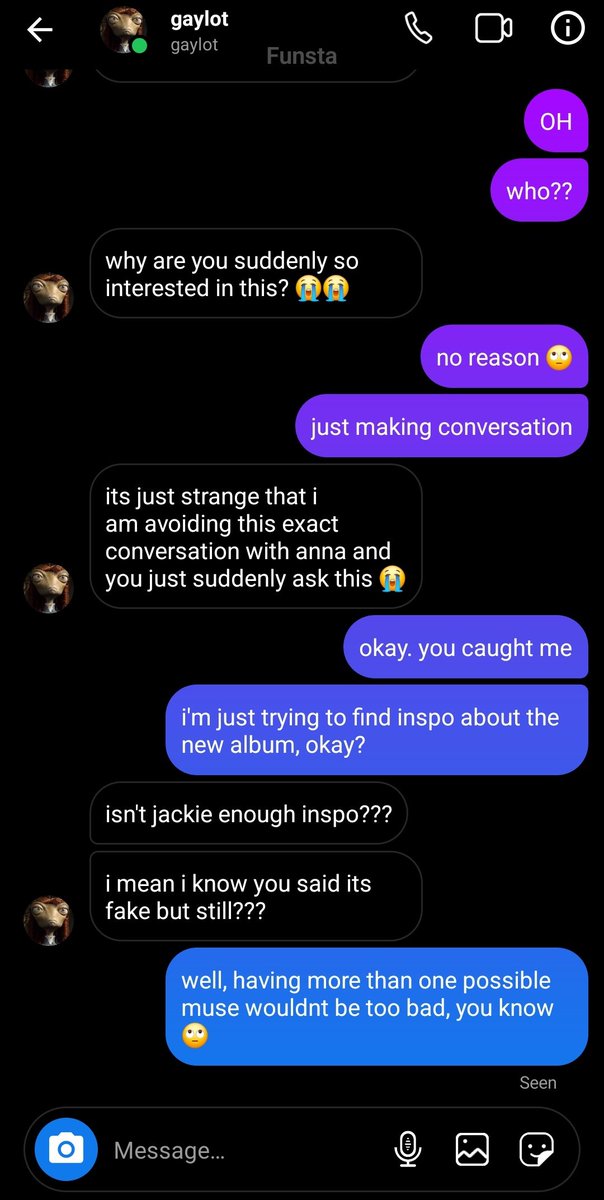 gaylot
gaylot
Funsta
OH
who??
why are you suddenly so
interested in this? 😭😭
no reason 🙄
just making conversation
its just strange that i
am avoiding this exact
conversation with anna and
you just suddenly ask this 😭
okay. you caught me
i'm just trying to find inspo about the
new album, okay?
isn't jackie enough inspo???
i mean i know you said its
fake but still???
well, having more than one possible
muse wouldnt be too bad, you know
🙄
Seen
Message...